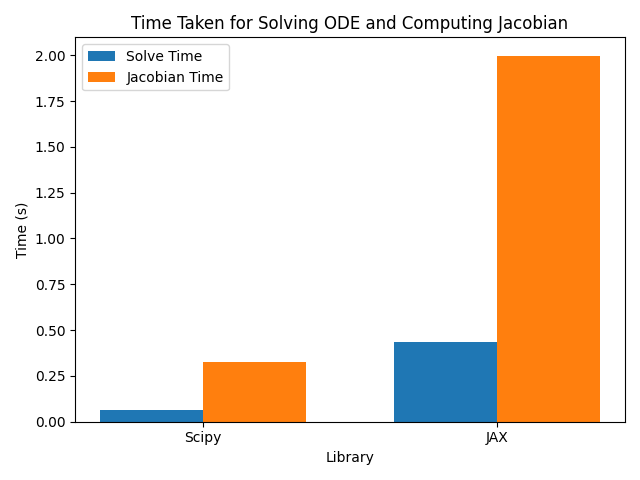 Time Taken for Solving ODE and Computing Jacobian
Solve Time
Jacobian Time
2.00
1.75
1.50
1.25
1.00
0.75
0.50
0.25
0.00
Time (s)
Scipy
JAX
Library